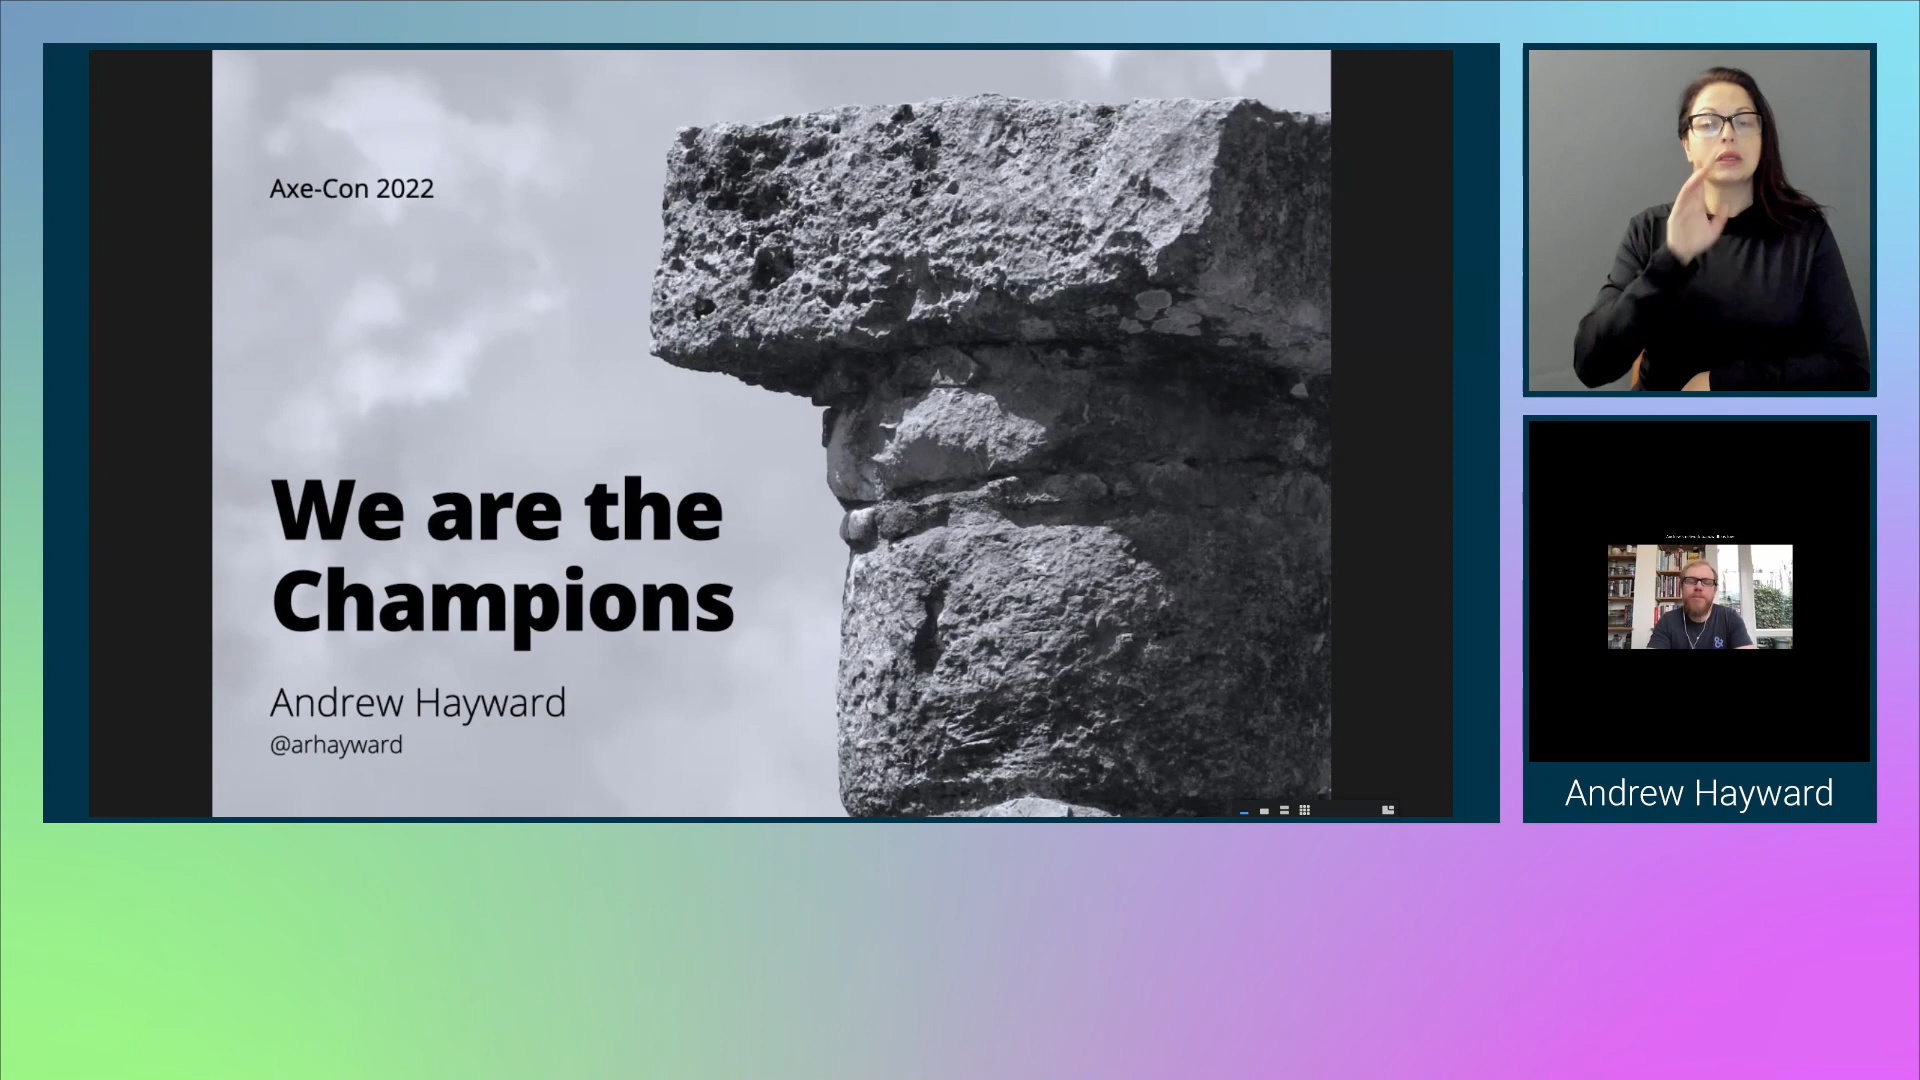 Axe-Con 2022
We are the
Champions
Andrew Hayward
@arhayward
Andrew Hayward